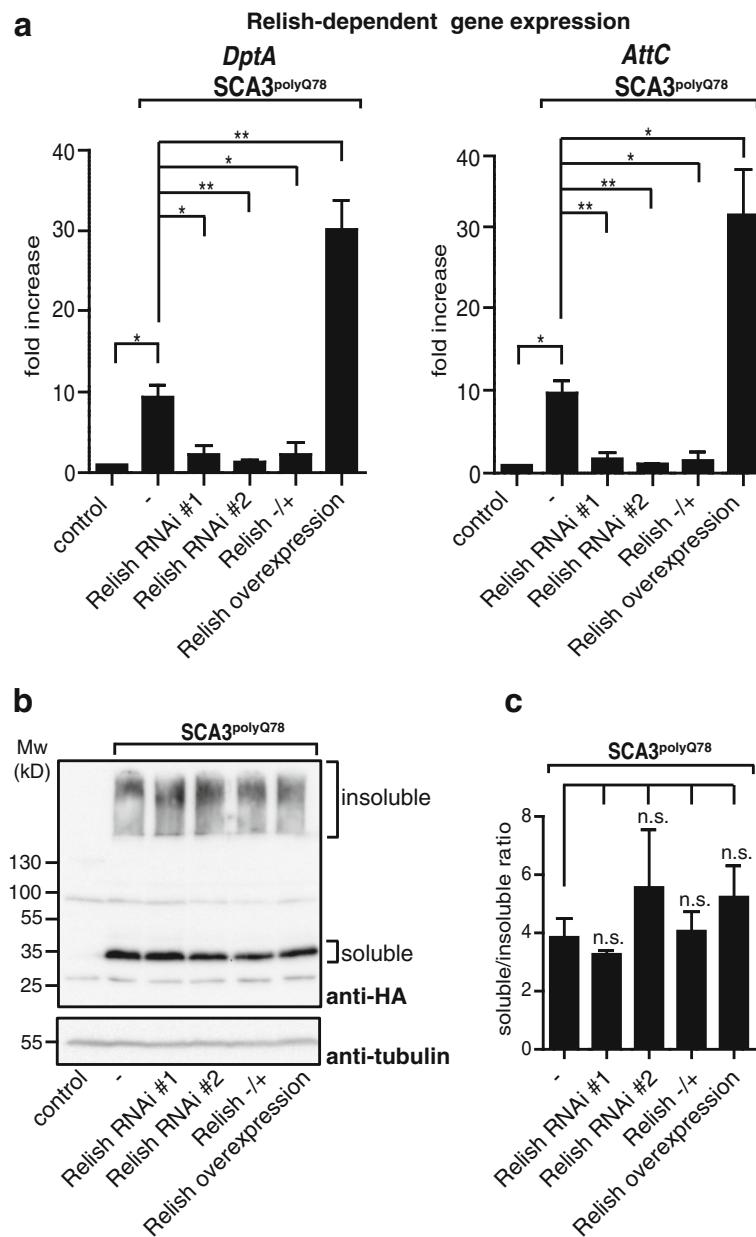 a
Relish-dependent gene expression
DptA
SCA3polyQ78
**
*
**
*
*
40
30
20
10
0
fold increase
control
-
Relish RNAi #1
Relish RNAi #2
Relish -/+
Relish overexpression
AttC
SCA3polyQ78
*
*
**
**
*
40
30
20
10
0
fold increase
control
-
Relish RNAi #1
Relish RNAi #2
Relish -/+
Relish overexpression
b
SCA3polyQ78
Mw
(kD)
130
100
55
35
25
insoluble
soluble
anti-HA
55
anti-tubulin
control
-
Relish RNAi #1
Relish RNAi #2
Relish -/+
Relish overexpression
c
SCA3polyQ78
8
6
4
2
0
soluble/insoluble ratio
n.s.
n.s.
n.s.
n.s.
-
Relish RNAi #1
Relish RNAi #2
Relish -/+
Relish overexpression